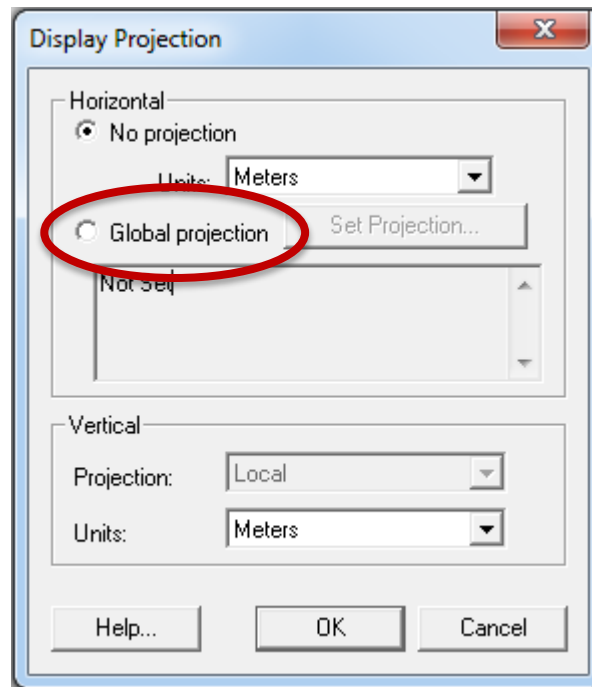 Display Projection
Horizontal
No projection
Units: Meters
Global projection Set Projection...
Not Set
Vertical
Projection: Local
Units: Meters
Help... OK Cancel